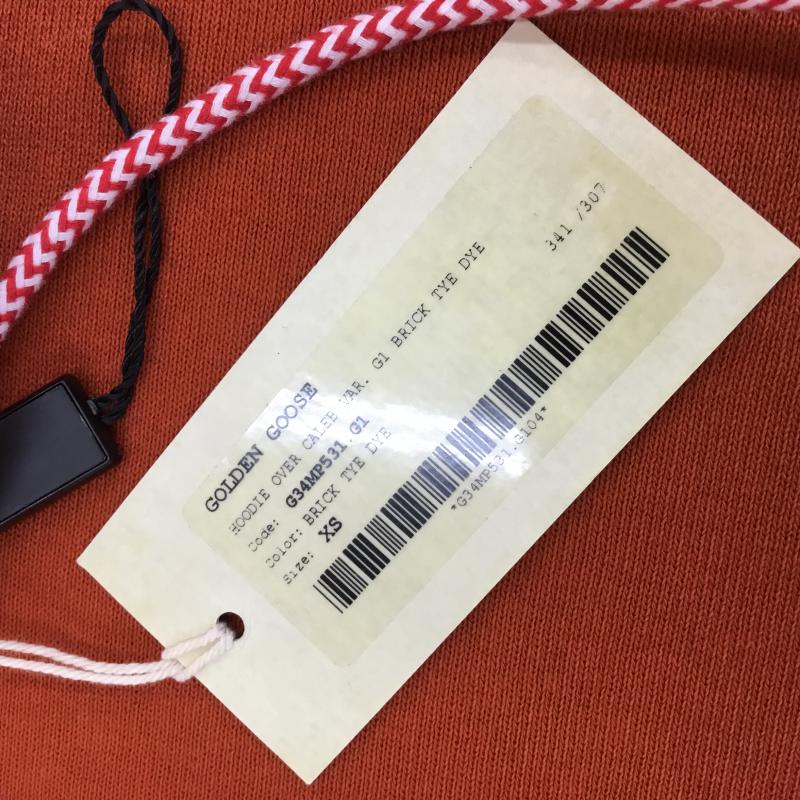 GOLDEN GOOSE
HOODIE OVER CALEB VAR. G1 BRICK TYE DYE
Code: G34MP531.G1
Color: BRICK TYE DYE
Size: XS
341 /307
*G34MP531.G104*